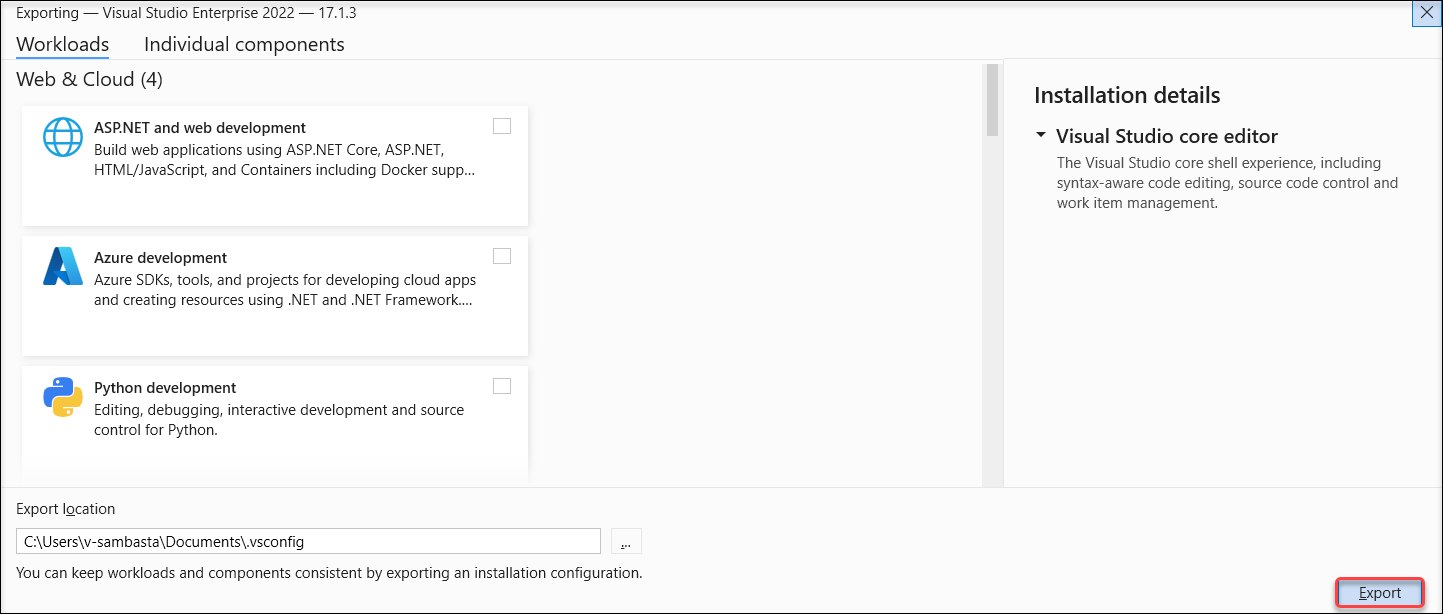 Exporting — Visual Studio Enterprise 2022 — 17.1.3
Workloads Individual components
Web & Cloud (4)
ASP.NET and web development
Build web applications using ASP.NET Core, ASP.NET,
HTML/JavaScript, and Containers including Docker supp...
Azure development
Azure SDKs, tools, and projects for developing cloud apps
and creating resources using .NET and .NET Framework....
Python development
Editing, debugging, interactive development and source
control for Python.
Installation details
Visual Studio core editor
The Visual Studio core shell experience, including
syntax-aware code editing, source code control and
work item management.
Export location
C:\Users\v-sambasta\Documents\.vsconfig
...
You can keep workloads and components consistent by exporting an installation configuration.
Export